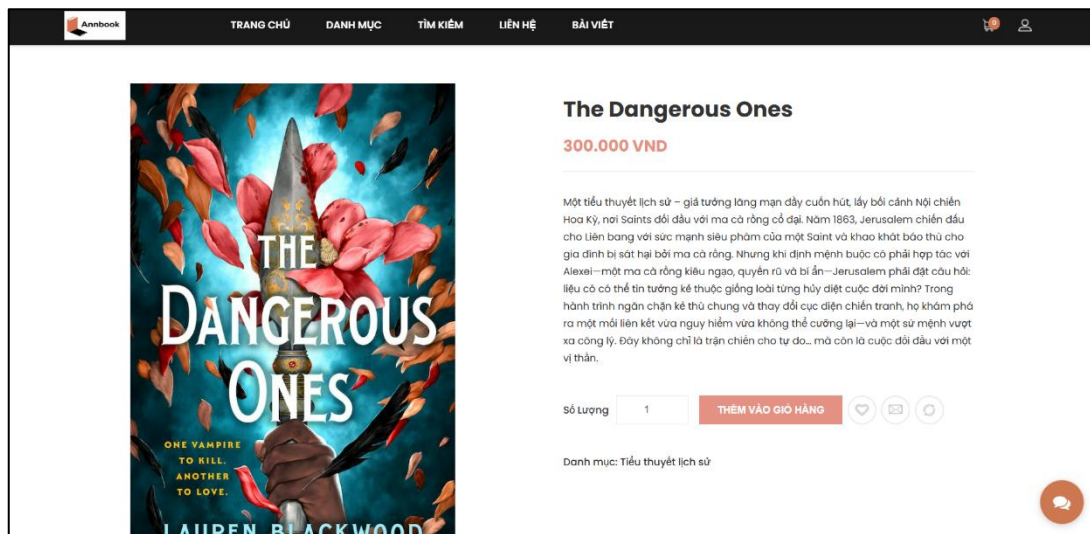 Annbook
TRANG CHỦ DANH MỤC TÌM KIẾM LIÊN HỆ BÀI VIẾT
0
THE
DANGEROUS
ONES
ONE VAMPIRE
TO KILL.
ANOTHER
TO LOVE.
LAUREN BLACKWOOD
The Dangerous Ones
300.000 VND
Một tiểu thuyết lịch sử – giả tưởng lãng mạn đầy cuốn hút, lấy bối cảnh Nội chiến
Hoa Kỳ, nơi Saints đối đầu với ma cà rồng cổ đại. Năm 1863, Jerusalem chiến đấu
cho Liên bang với sức mạnh siêu phàm của một Saint và khao khát báo thù cho
gia đình bị sát hại bởi ma cà rồng. Nhưng khi định mệnh buộc cô phải hợp tác với
Alexei—một ma cà rồng kiêu ngạo, quyến rũ và bí ẩn—Jerusalem phải đặt câu hỏi:
liệu cô có thể tin tưởng kẻ thuộc giống loài từng hủy diệt cuộc đời mình? Trong
hành trình ngăn chặn kẻ thù chung và thay đổi cục diện chiến tranh, họ khám phá
ra một mối liên kết vừa nguy hiểm vừa không thể cưỡng lại—và một sứ mệnh vượt
xa công lý. Đây không chỉ là trận chiến cho tự do… mà còn là cuộc đối đầu với một
vị thần.
Số Lượng 1 THÊM VÀO GIỎ HÀNG
Danh mục: Tiểu thuyết lịch sử